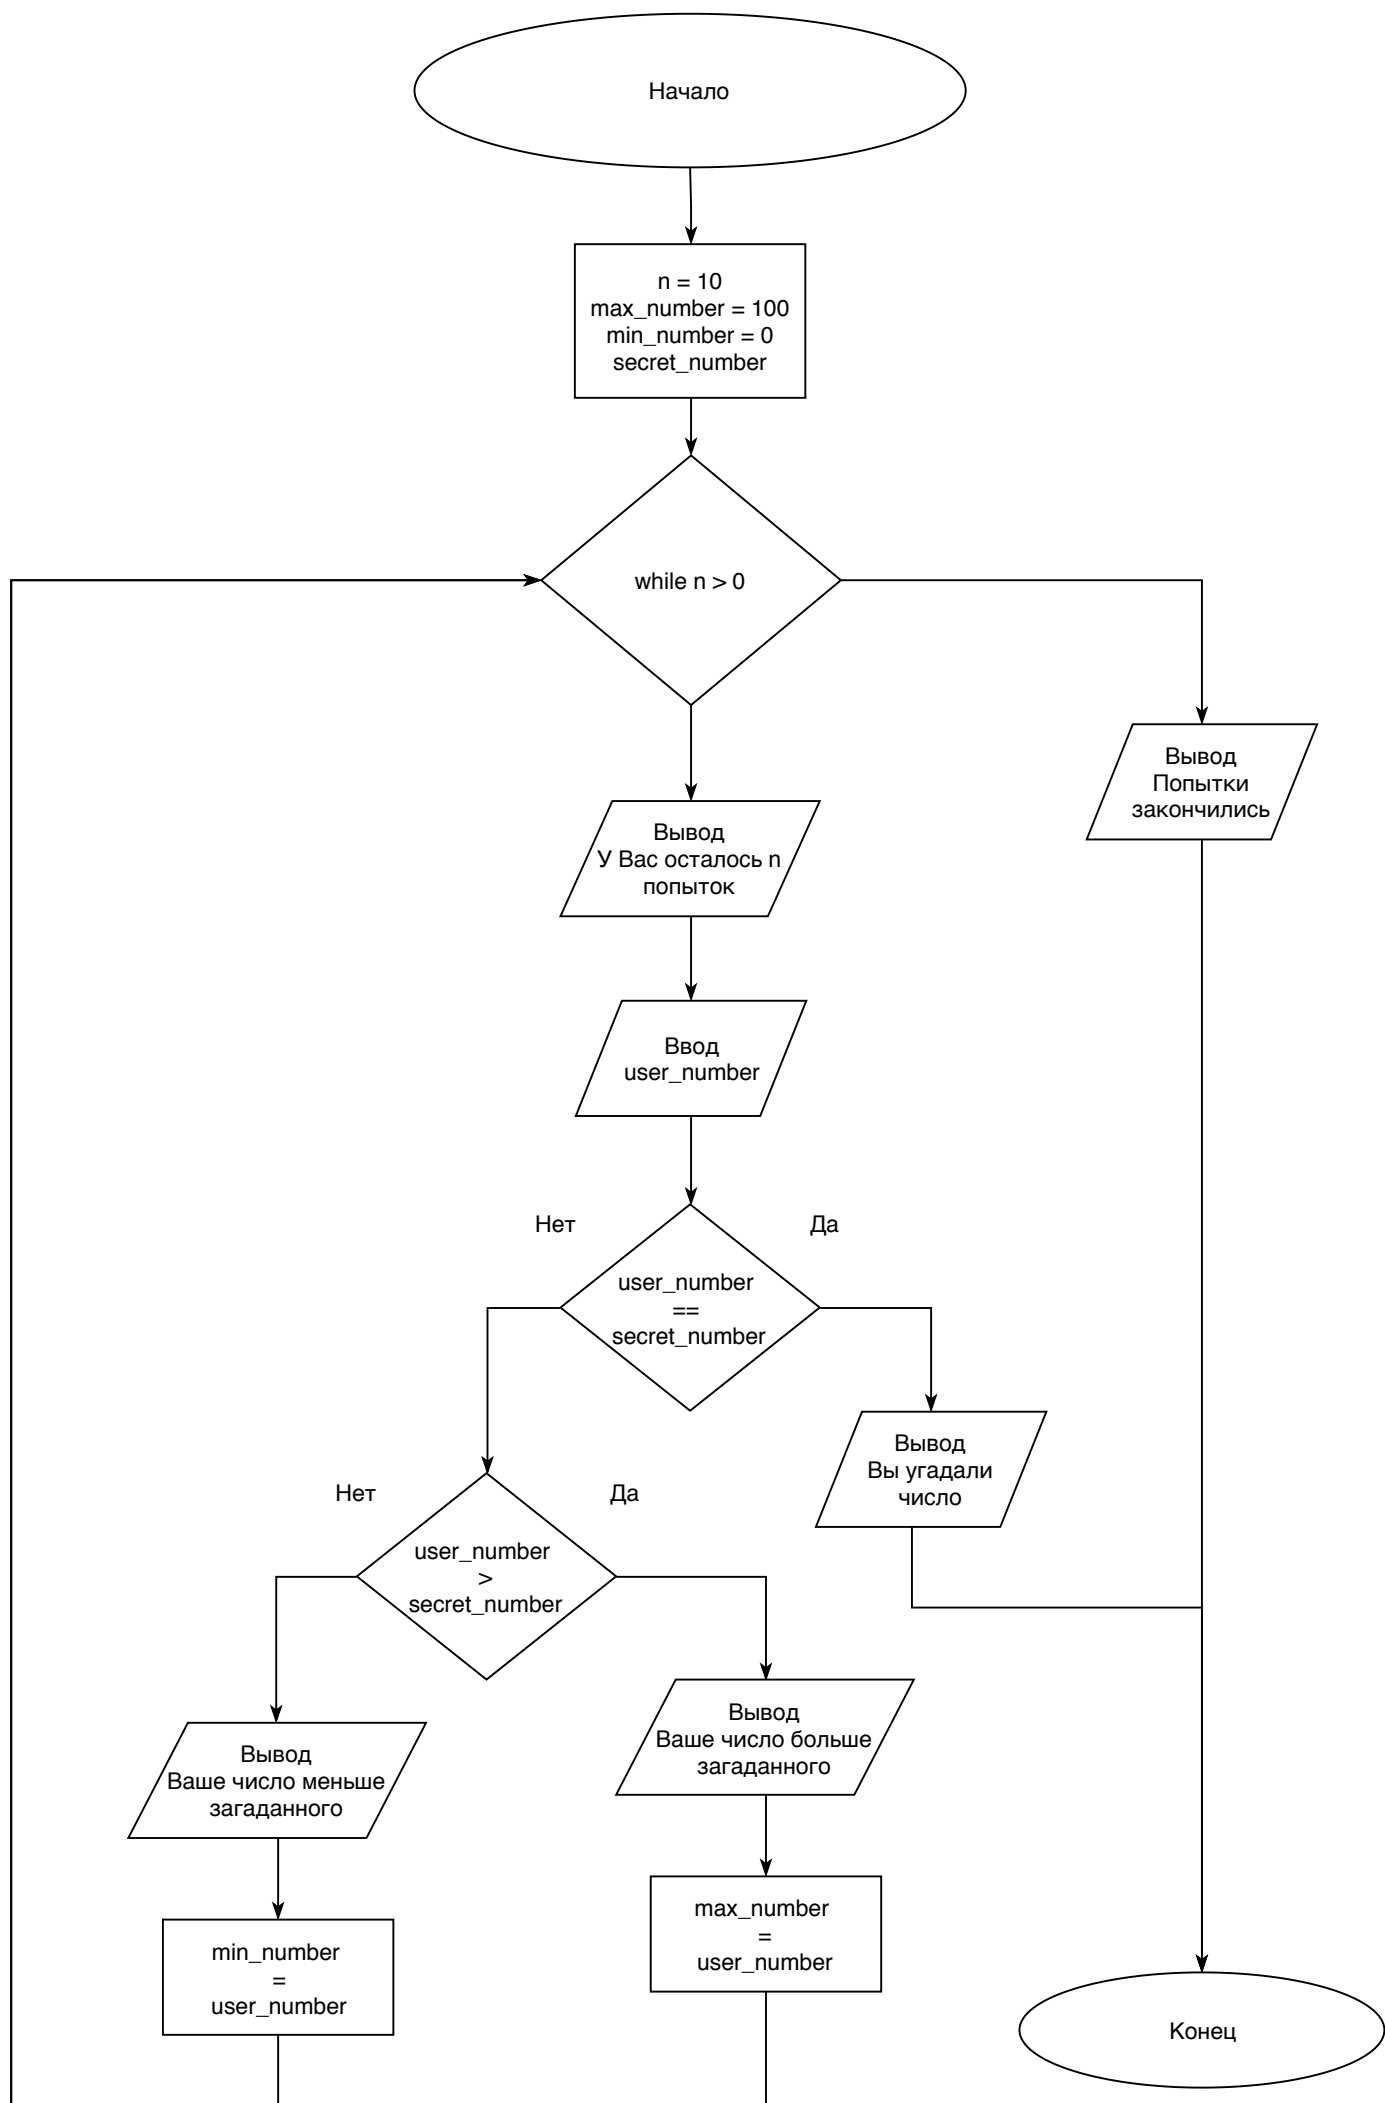 Начало
n = 10
max_number = 100
min_number = 0
secret_number
while n > 0
Вывод
Попытки
закончились
Вывод
У Вас осталось n
попыток
Ввод
user_number
Нет
Да
user_number
==
secret_number
Вывод
Вы угадали
число
Нет
Да
user_number
>
secret_number
Вывод
Ваше число больше
загаданного
Вывод
Ваше число меньше
загаданного
max_number
=
user_number
min_number
=
user_number
Конец